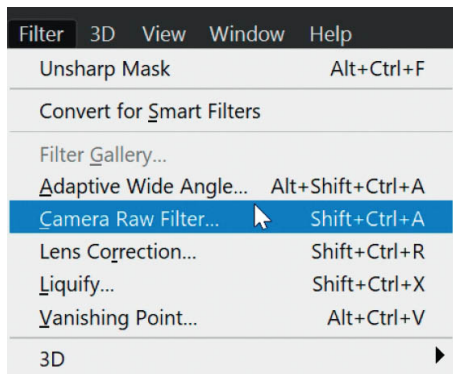 Filter 3D View Window Help
Unsharp Mask Alt+Ctrl+F
Convert for Smart Filters
Filter Gallery...
Adaptive Wide Angle... Alt+Shift+Ctrl+A
Camera Raw Filter... Shift+Ctrl+A
Lens Correction... Shift+Ctrl+R
Liquify... Shift+Ctrl+X
Vanishing Point... Alt+Ctrl+V
3D